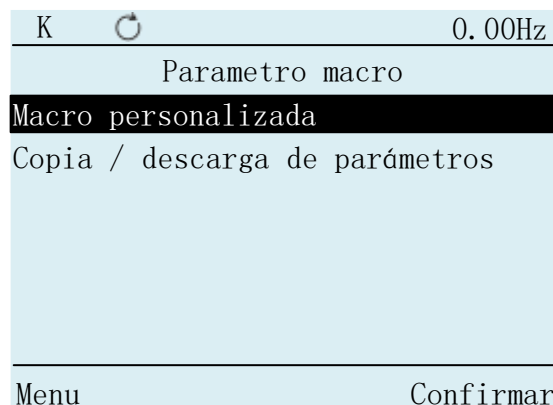 K 0.00Hz
Parametro macro
Macro personalizada
Copia / descarga de parámetros
Menu Confirmar